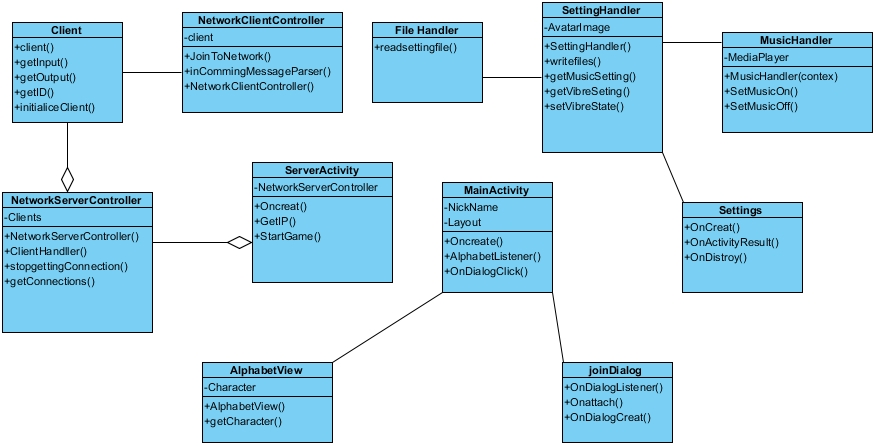 Client
+client()
+getInput()
+getOutput()
+getID()
+initialiceClient()
NetworkClientController
-client
+JoinToNetwork()
+inCommingMessageParser()
+NetworkClientController()
File Handler
+readsettingfile()
SettingHandler
-AvatarImage
+SettingHandler()
+writefiles()
+getMusicSetting()
+getVibreSeting()
+setVibreState()
MusicHandler
-MediaPlayer
+MusicHandler(contex)
+SetMusicOn()
+SetMusicOff()
NetworkServerController
-Clients
+NetworkServerController()
+ClientHandller()
+stopgettingConnection()
+getConnections()
ServerActivity
-NetworkServerController
+Oncreat()
+GetIP()
+StartGame()
MainActivity
-NickName
-Layout
+Oncreate()
+AlphabetListener()
+OnDialogClick()
Settings
+OnCreat()
+OnActivityResult()
+OnDistroy()
AlphabetView
-Character
+AlphabetView()
+getCharacter()
joinDialog
+OnDialogListener()
+Onattach()
+OnDialogCreat()